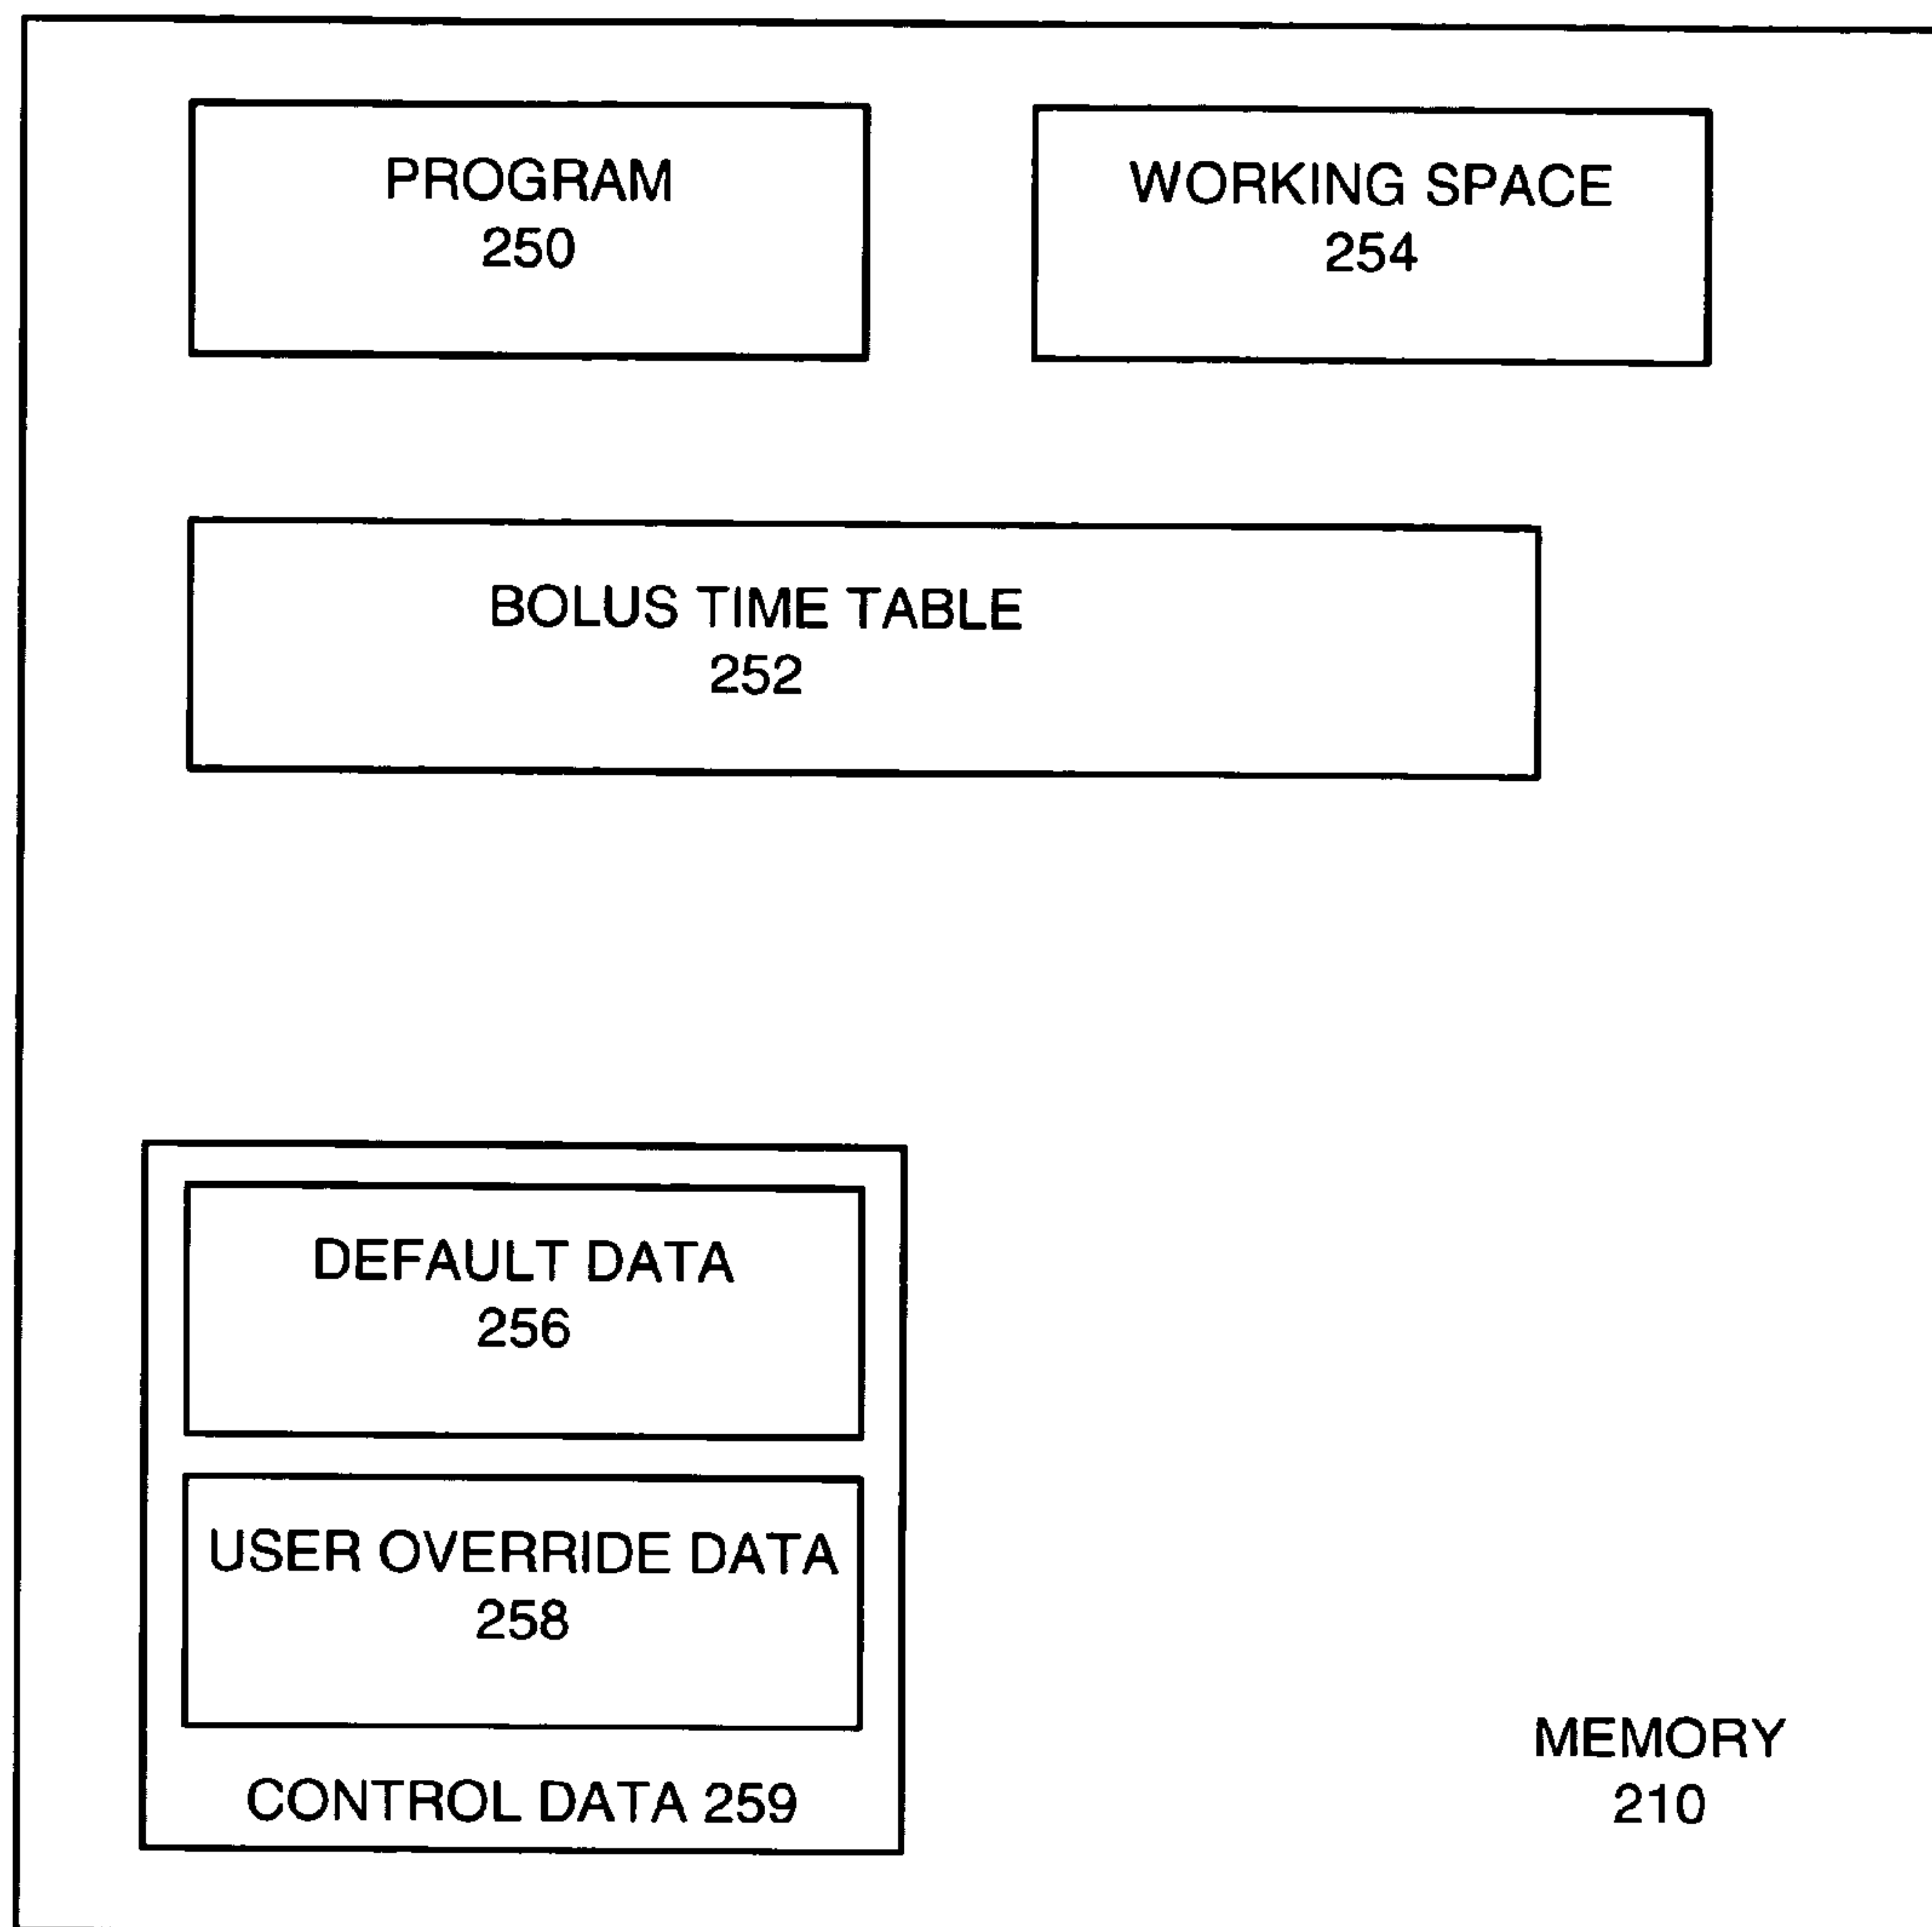 PROGRAM
250
WORKING SPACE
254
BOLUS TIME TABLE
252
DEFAULT DATA
256
USER OVERRIDE DATA
258
CONTROL DATA 259
MEMORY
210